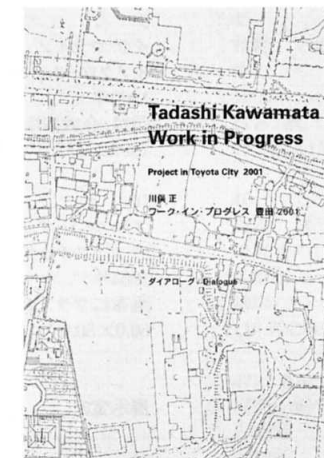 Tadashi Kawamata
Work in Progress
Project in Toyota City 2001
川俣 正
ワーク・イン・プログレス 豊田 2001
ダイアローグ・Dialogue